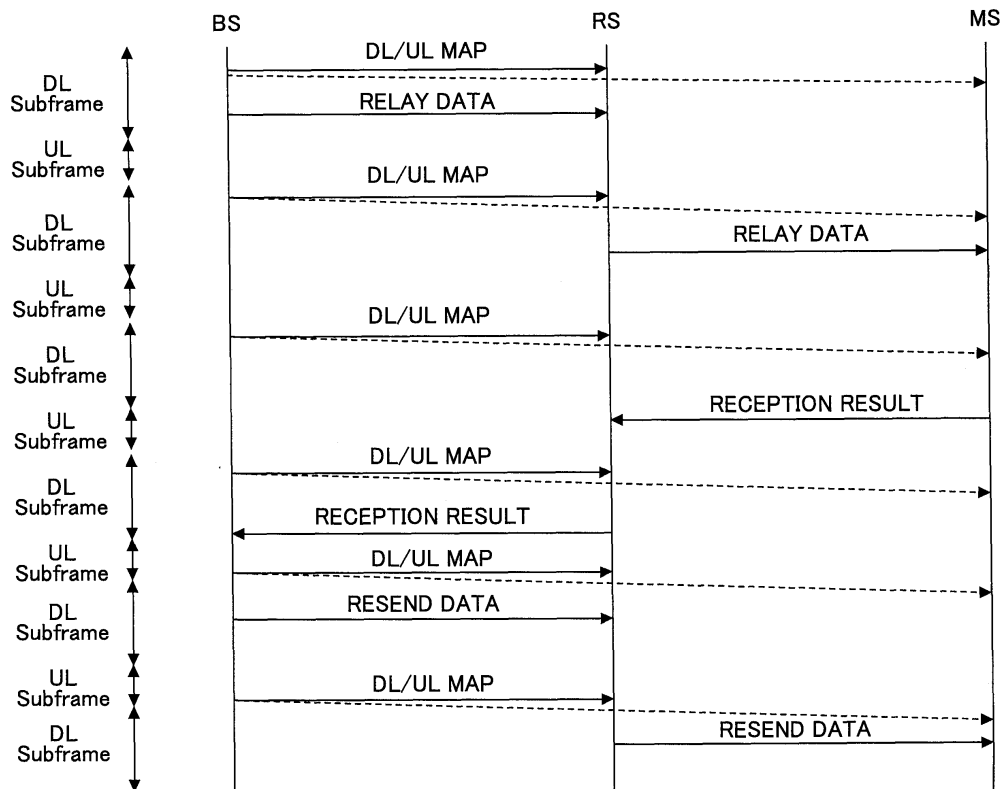 BS RS MS
DL/UL MAP
DL
Subframe
RELAY DATA
UL
Subframe
DL/UL MAP
DL
Subframe
RELAY DATA
UL
Subframe
DL/UL MAP
DL
Subframe
RECEPTION RESULT
UL
Subframe
DL/UL MAP
DL
Subframe
RECEPTION RESULT
UL
Subframe
DL/UL MAP
RESEND DATA
DL
Subframe
UL
Subframe
DL/UL MAP
RESEND DATA
DL
Subframe